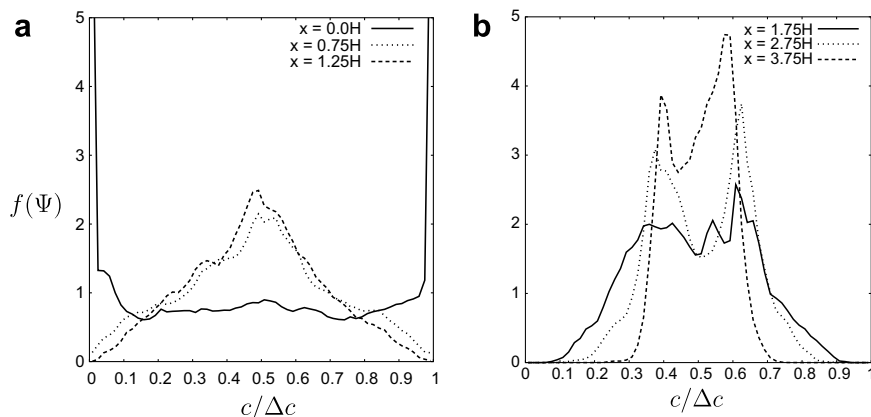 a
x = 0.0H
x = 0.75H
x = 1.25H
5
4
3
2
1
0
f(Ψ)
0 0.1 0.2 0.3 0.4 0.5 0.6 0.7 0.8 0.9 1
c/Δc
b
x = 1.75H
x = 2.75H
x = 3.75H
5
4
3
2
1
0
0 0.1 0.2 0.3 0.4 0.5 0.6 0.7 0.8 0.9 1
c/Δc